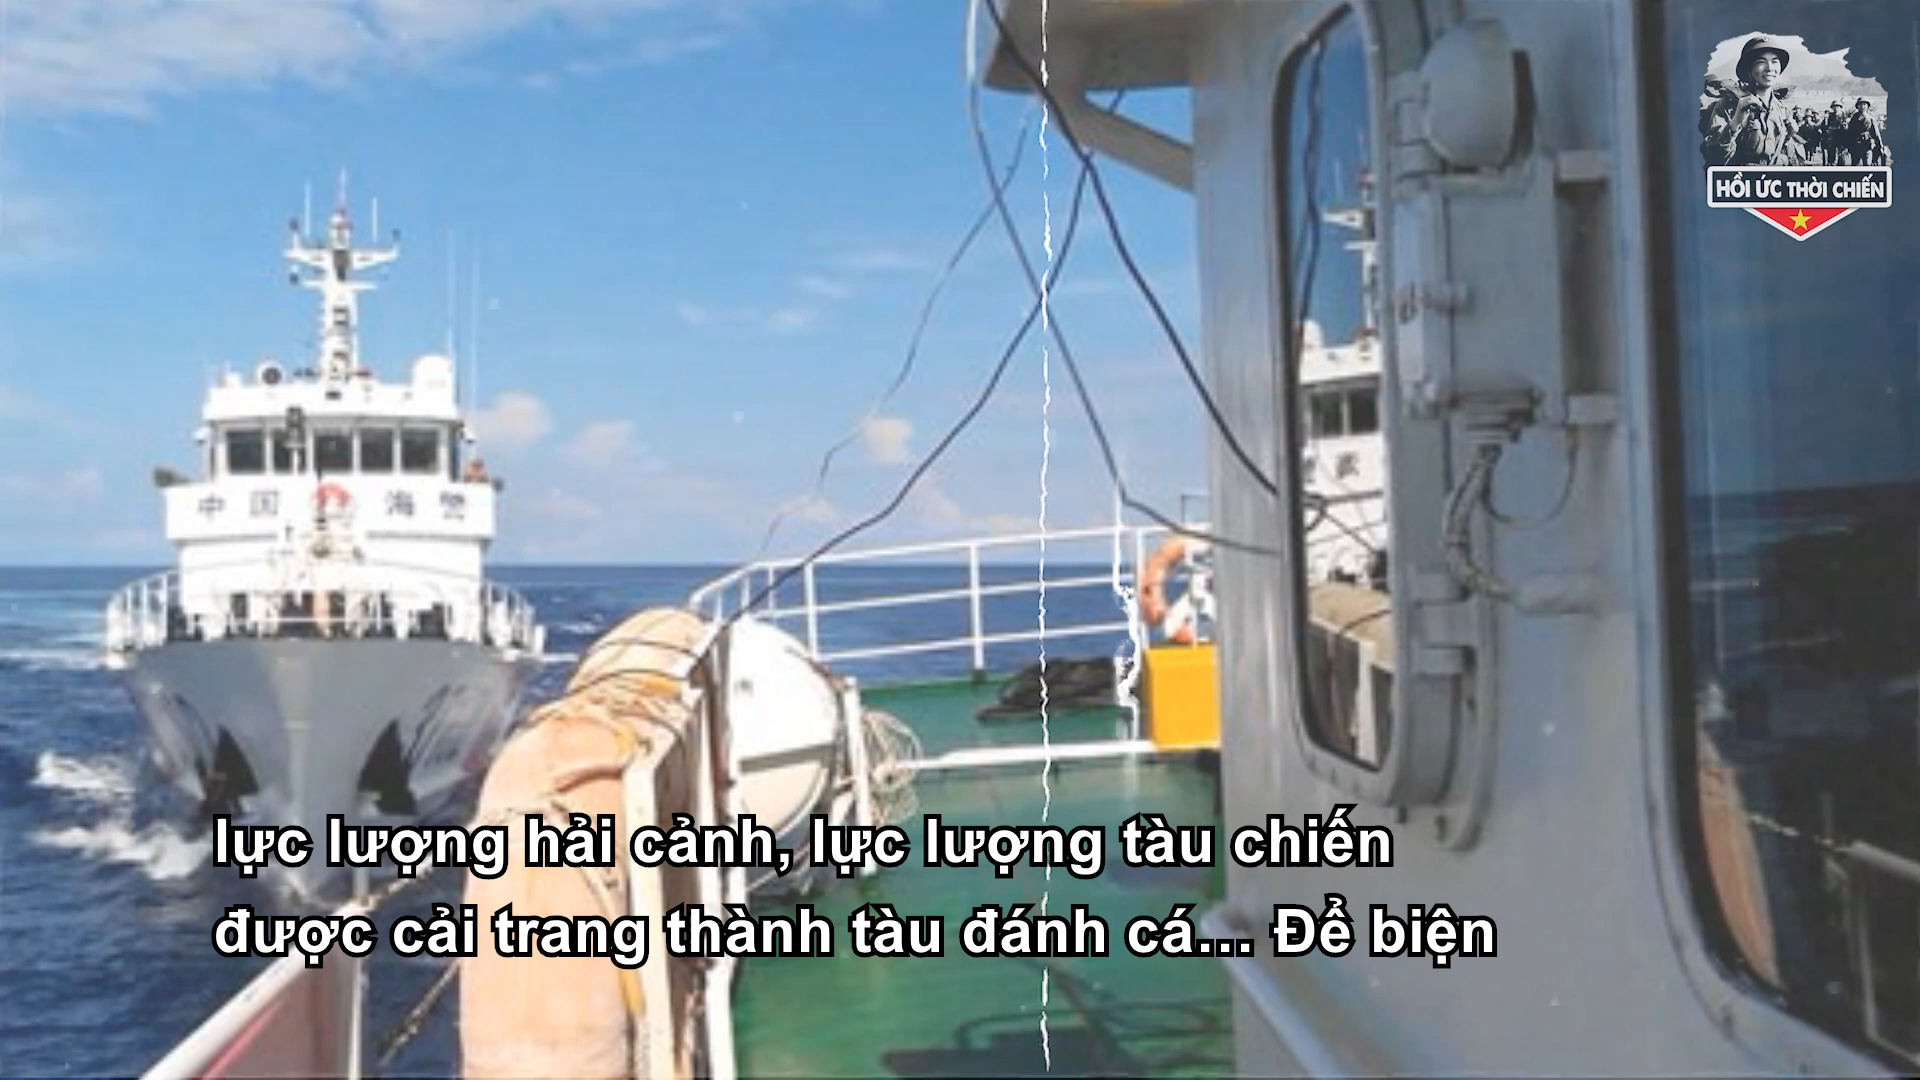 HỒI ỨC THỜI CHIẾN
中国 海警
lực lượng hải cảnh, lực lượng tàu chiến
được cải trang thành tàu đánh cá... Để biện